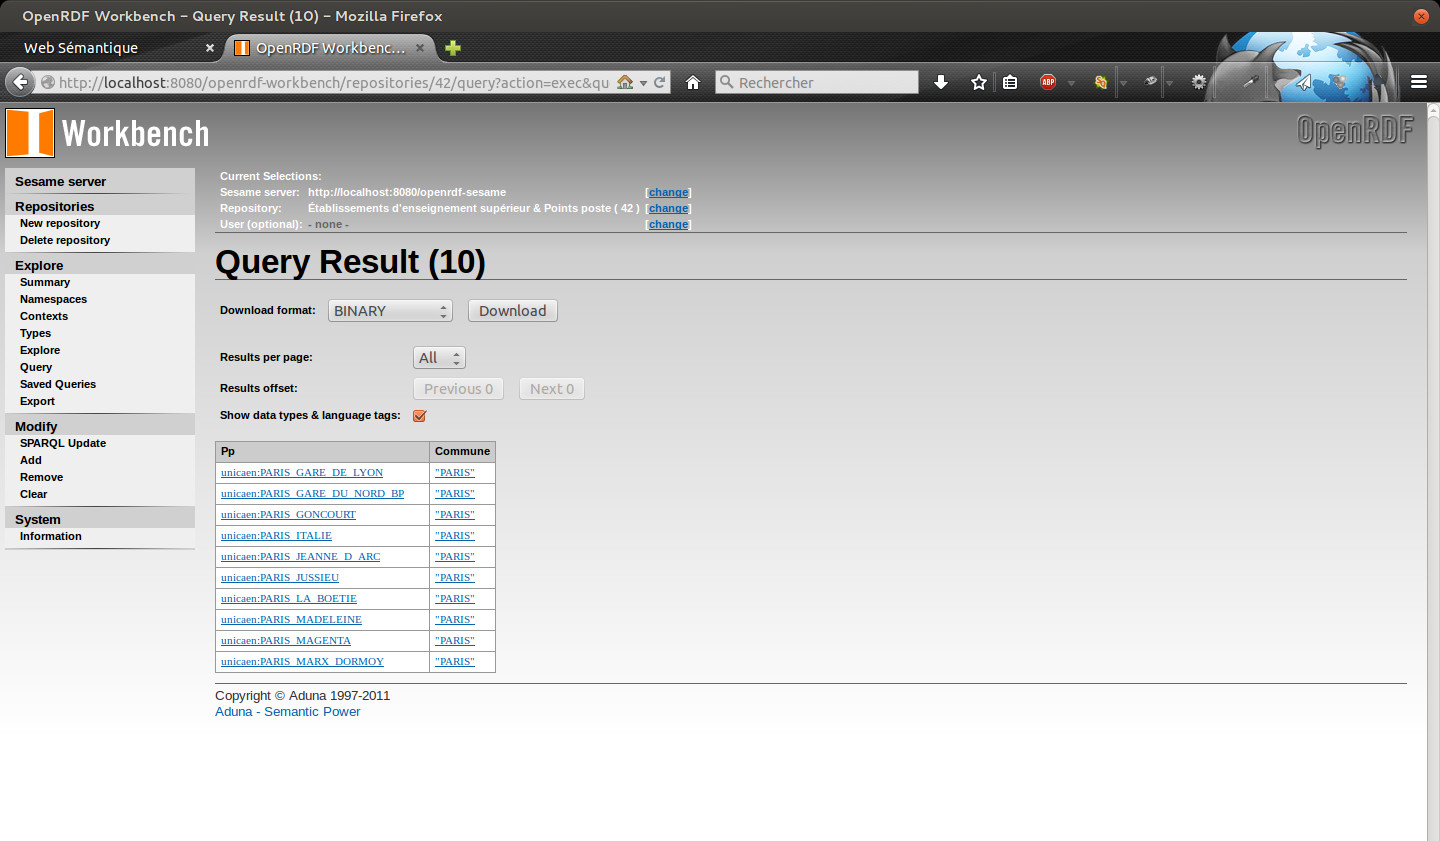 OpenRDF Workbench - Query Result (10) - Mozilla Firefox
Web Sémantique
OpenRDF Workbenc...
http://localhost:8080/openrdf-workbench/repositories/42/query?action=exec&qu
Rechercher
ABP
Workbench
OpenRDF
Sesame server
Repositories
New repository
Delete repository
Explore
Summary
Namespaces
Contexts
Types
Explore
Query
Saved Queries
Export
Modify
SPARQL Update
Add
Remove
Clear
System
Information
Current Selections:
Sesame server: http://localhost:8080/openrdf-sesame [change]
Repository: Établissements d'enseignement supérieur & Points poste ( 42 ) [change]
User (optional): - none - [change]
Query Result (10)
Download format: BINARY Download
Results per page: All
Results offset: Previous 0 Next 0
Show data types & language tags:
Pp Commune
unicaen:PARIS_GARE_DE_LYON "PARIS"
unicaen:PARIS_GARE_DU_NORD_BP "PARIS"
unicaen:PARIS_GONCOURT "PARIS"
unicaen:PARIS_ITALIE "PARIS"
unicaen:PARIS_JEANNE_D_ARC "PARIS"
unicaen:PARIS_JUSSIEU "PARIS"
unicaen:PARIS_LA_BOETIE "PARIS"
unicaen:PARIS_MADELEINE "PARIS"
unicaen:PARIS_MAGENTA "PARIS"
unicaen:PARIS_MARX_DORMOY "PARIS"
Copyright © Aduna 1997-2011
Aduna - Semantic Power